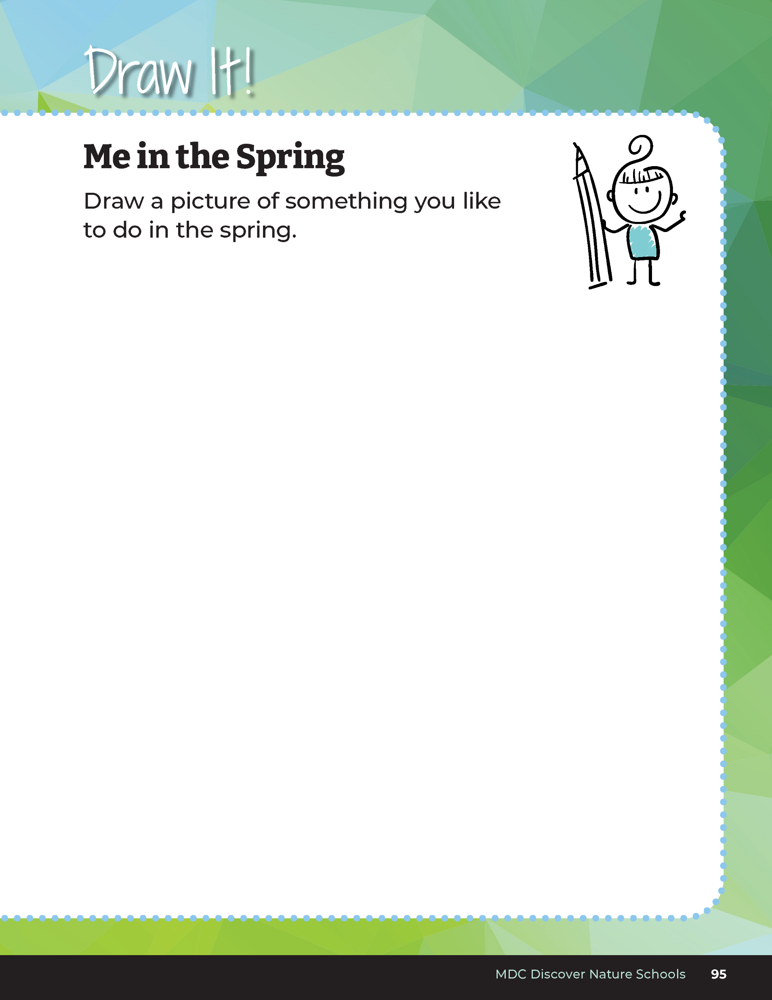 Draw It!
Me in the Spring
Draw a picture of something you like
to do in the spring.
MDC Discover Nature Schools 95